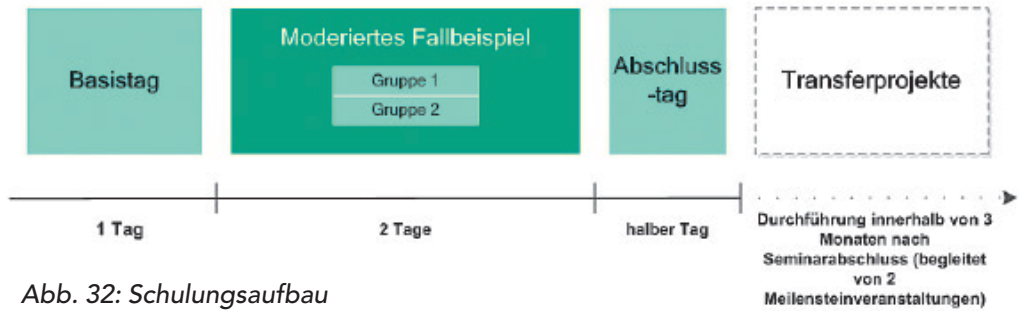 Basistag
Moderiertes Fallbeispiel
Gruppe 1
Gruppe 2
Abschluss
-tag
Transferprojekte
1 Tag
2 Tage
halber Tag
Durchführung innerhalb von 3
Monaten nach
Seminarabschluss (begleitet
von 2
Meilensteinveranstaltungen)
Abb. 32: Schulungsaufbau